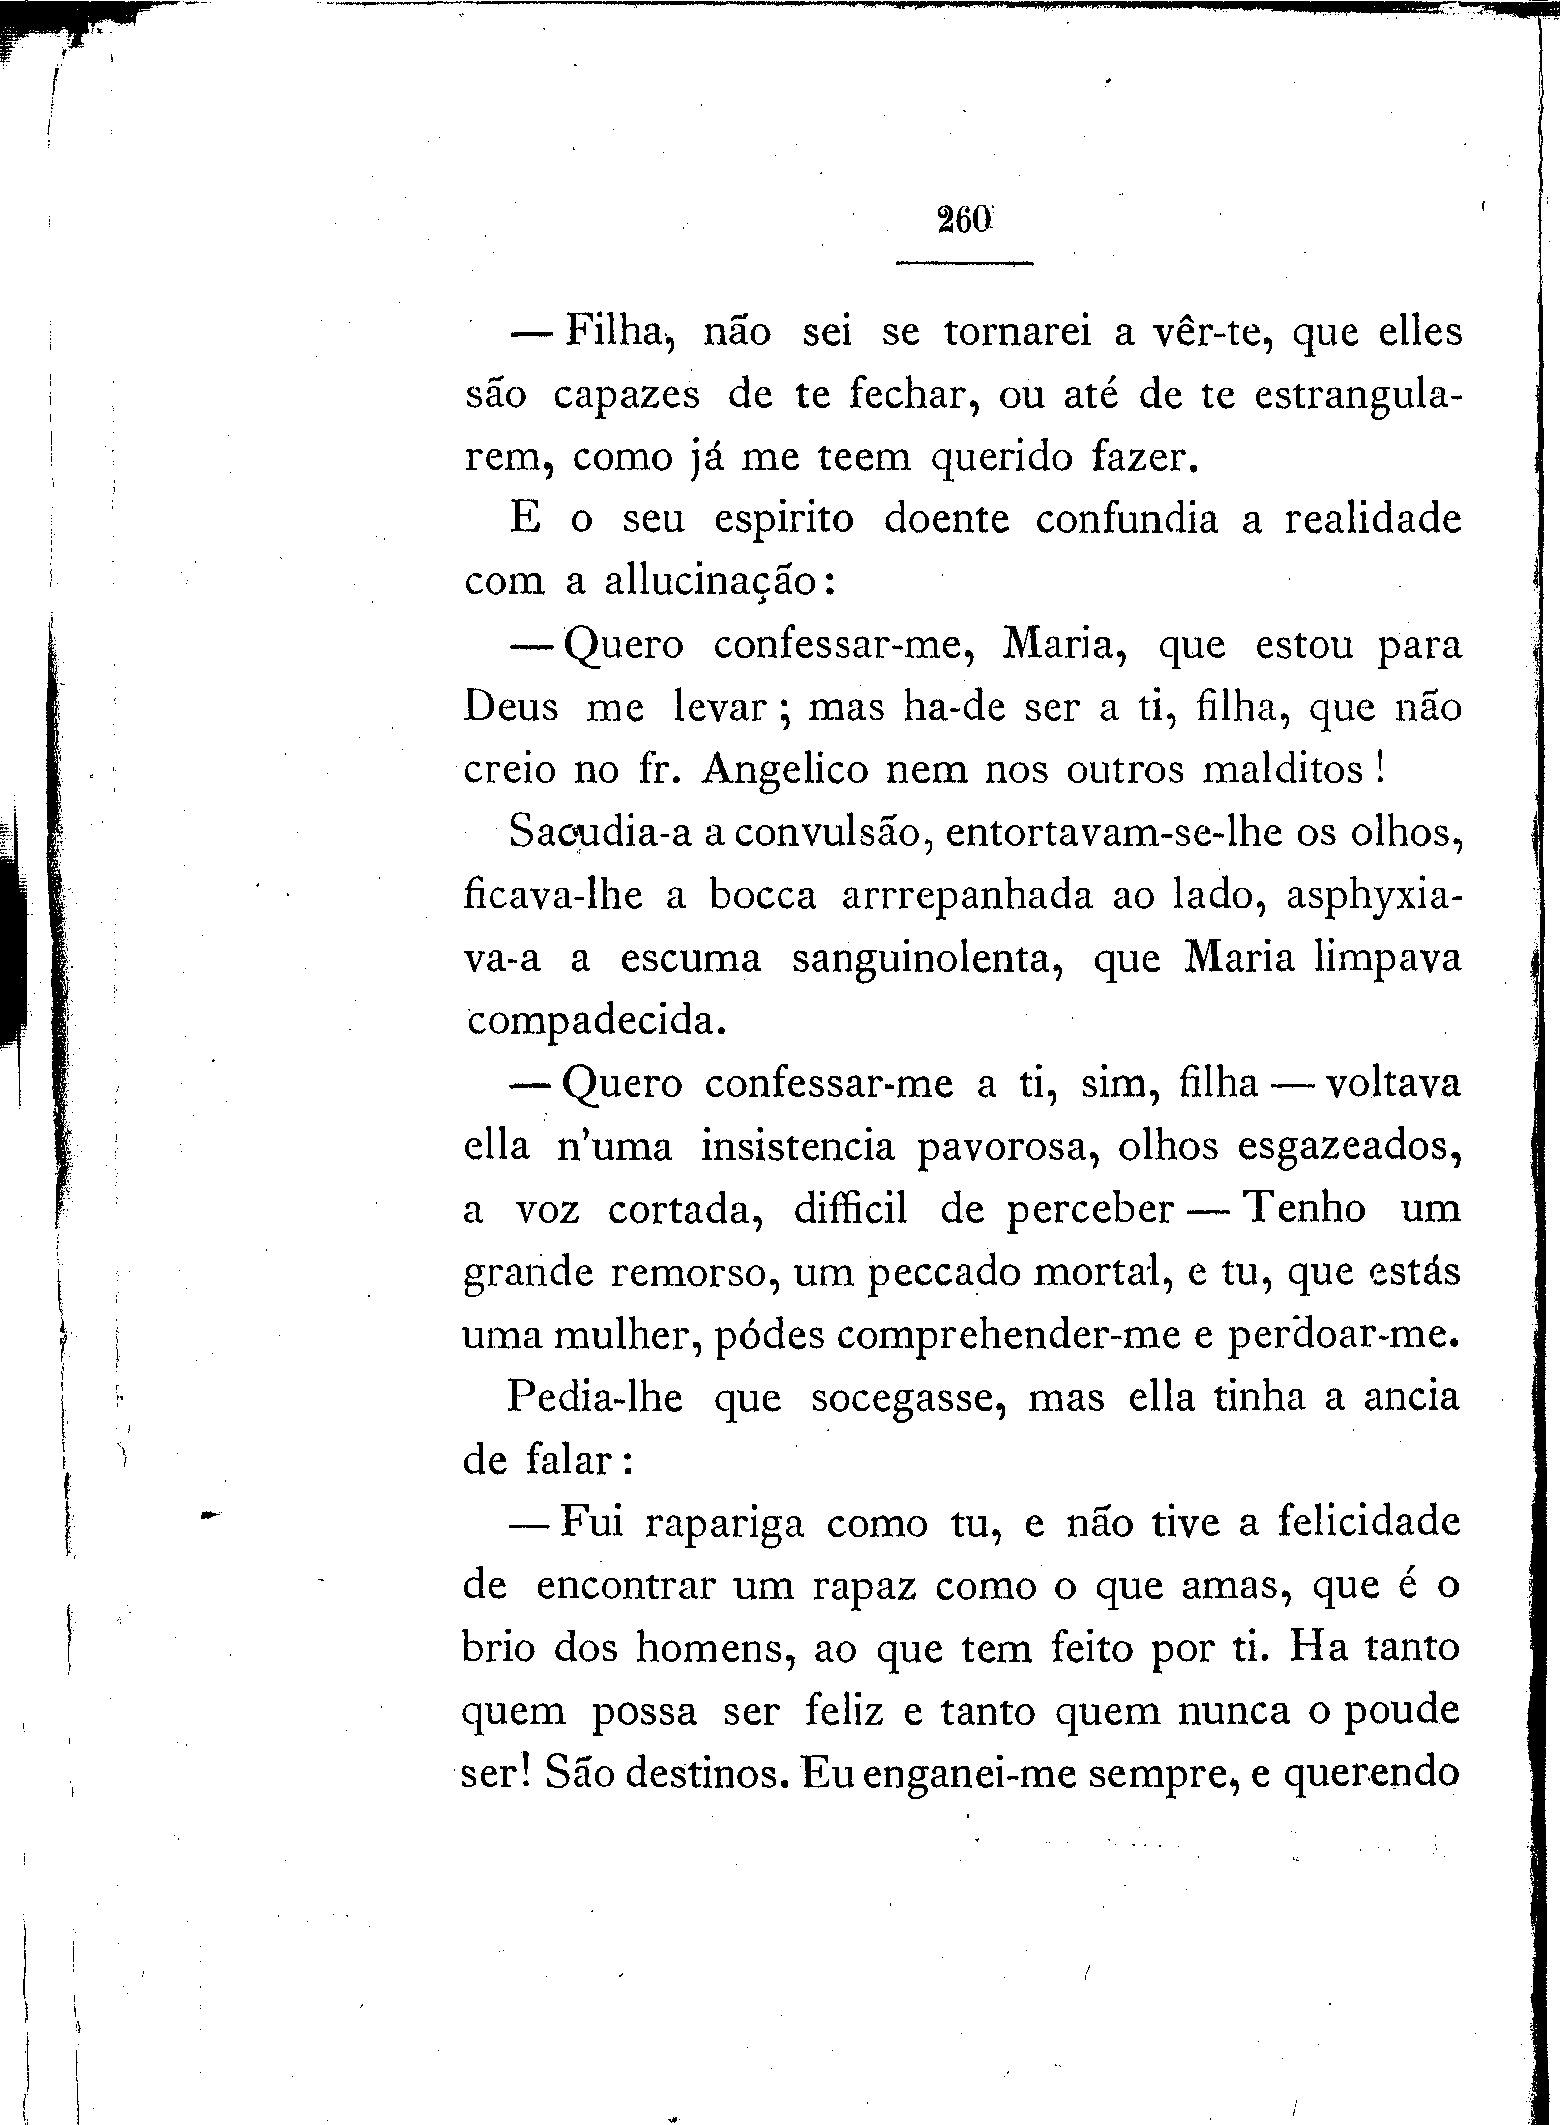 260
— Filha, não sei se tornarei a vêr-te, que elles
são capazes de te fechar, ou até de te estrangula-
rem, como já me teem querido fazer.
E o seu espirito doente confundia a realidade
com a allucinação:
— Quero confessar-me, Maria, que estou para
Deus me levar ; mas ha-de ser a ti, filha, que não
creio no fr. Angelico nem nos outros malditos !
Sacudia-a a convulsão, entortavam-se-lhe os olhos,
ficava-lhe a bocca arrrepanhada ao lado, asphyxia-
va-a a escuma sanguinolenta, que Maria limpava
compadecida.
— Quero confessar-me a ti, sim, filha — voltava
ella n'uma insistencia pavorosa, olhos esgazeados,
a voz cortada, difficil de perceber — Tenho um
grande remorso, um peccado mortal, e tu, que estás
uma mulher, pódes comprehender-me e perdoar-me.
Pedia-lhe que socegasse, mas ella tinha a ancia
de falar :
— Fui rapariga como tu, e não tive a felicidade
de encontrar um rapaz como o que amas, que é o
brio dos homens, ao que tem feito por ti. Ha tanto
quem possa ser feliz e tanto quem nunca o poude
ser! São destinos. Eu enganei-me sempre, e querendo